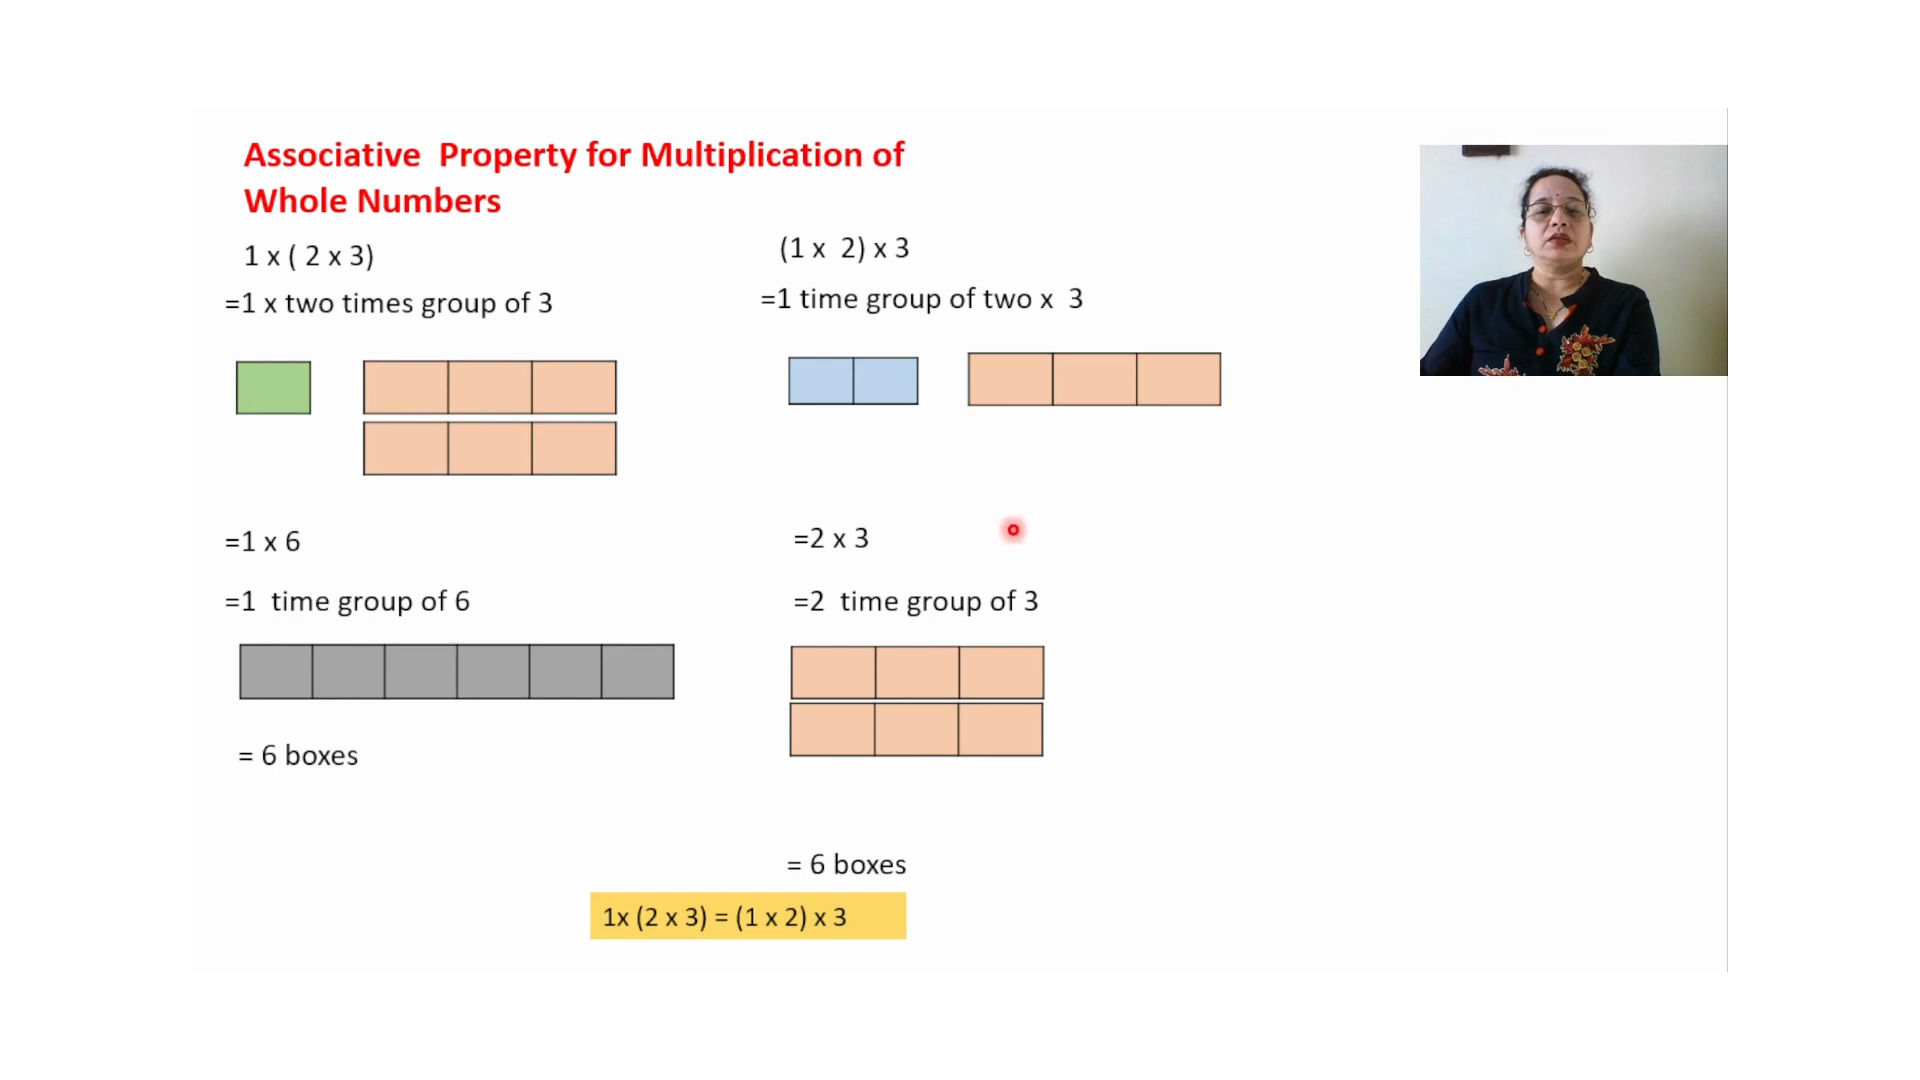 Associative Property for Multiplication of
Whole Numbers
1 x ( 2 x 3)
=1 x two times group of 3
=1 x 6
=1 time group of 6
= 6 boxes
(1 x 2) x 3
=1 time group of two x 3
=2 x 3
=2 time group of 3
= 6 boxes
1x (2 x 3) = (1 x 2) x 3